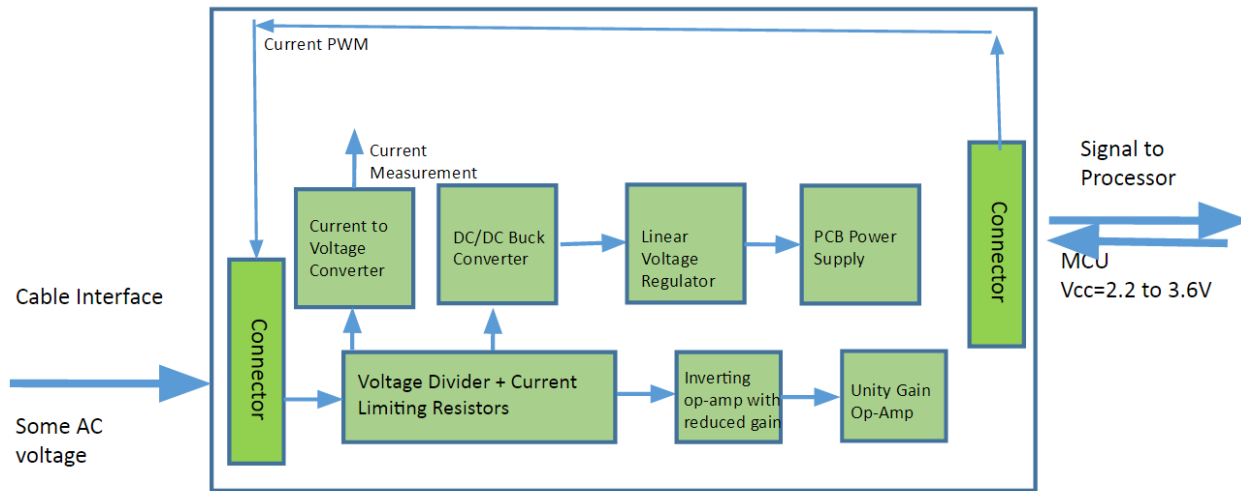 Current PWM
Current
Measurement
Current to
Voltage
Converter
DC/DC Buck
Converter
Linear
Voltage
Regulator
PCB Power
Supply
Connector
Signal to
Processor
MCU
Vcc=2.2 to 3.6V
Cable Interface
Connector
Some AC
voltage
Voltage Divider + Current
Limiting Resistors
Inverting
op-amp with
reduced gain
Unity Gain
Op-Amp